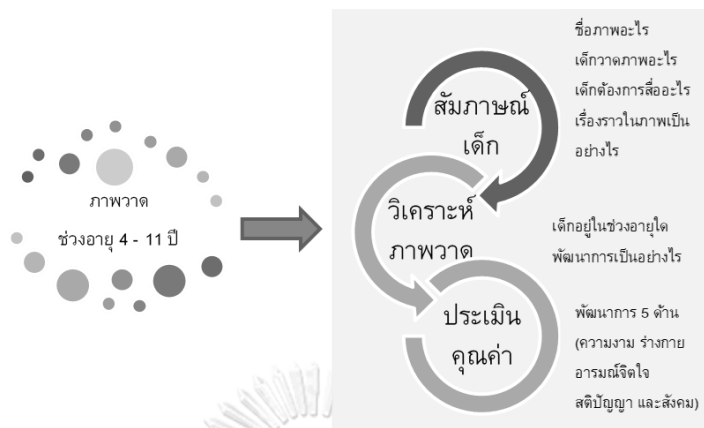 ภาพวาด
ช่วงอายุ 4 - 11 ปี
สัมภาษณ์
เด็ก
ชื่อภาพอะไร
เด็กวาดภาพอะไร
เด็กต้องการสื่ออะไร
เรื่องราวในภาพเป็น
อย่างไร
วิเคราะห์
ภาพวาด
เด็กอยู่ในช่วงอายุใด
พัฒนาการเป็นอย่างไร
ประเมิน
คุณค่า
พัฒนาการ 5 ด้าน
(ความงาม ร่างกาย
อารมณ์จิตใจ
สติปัญญา และสังคม)